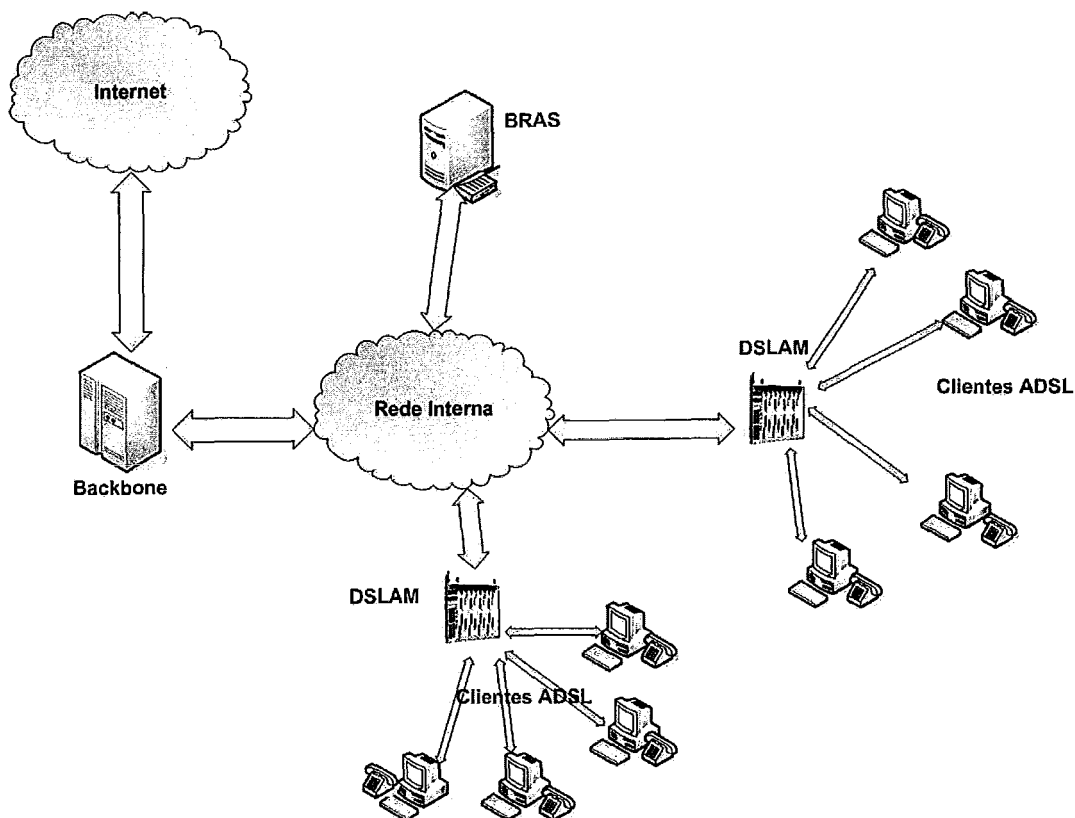 Internet
BRAS
DSLAM
Rede Interna
Clientes ADSL
Backbone
DSLAM
Clientes ADSL